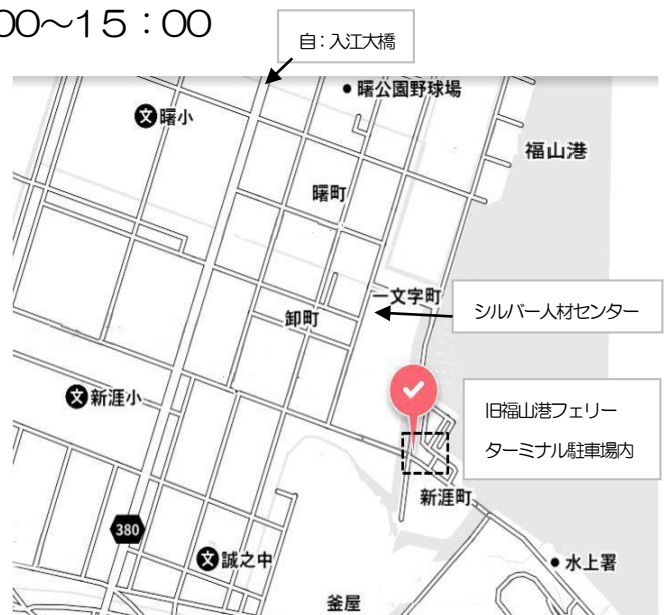 00～15：00
自：入江大橋
曙公園野球場
文曙小
福山港
曙町
一文字町
シルバー人材センター
卸町
文新涯小
旧福山港フェリー
ターミナル駐車場内
新涯町
380
文誠之中
水上署
釜屋